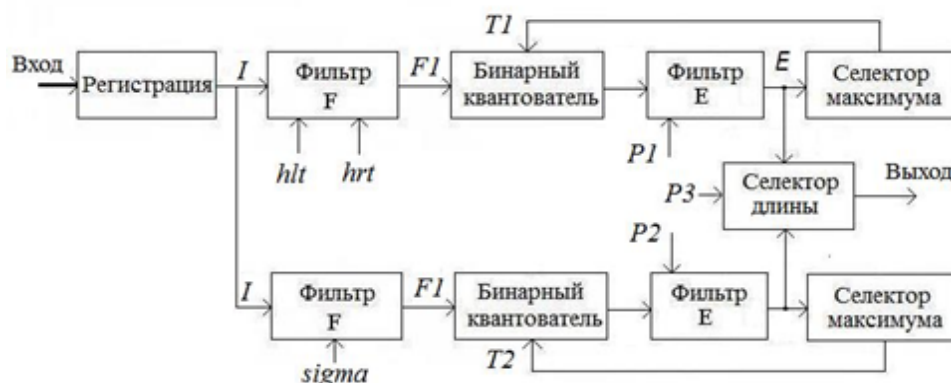 T1
Вход
Регистрация
I
Фильтр
F
F1
Бинарный
квантователь
Фильтр
E
E
Селектор
максимума
hlt
hrt
P1
P3
Селектор
длины
Выход
P2
I
Фильтр
F
F1
Бинарный
квантователь
Фильтр
E
Селектор
максимума
T2
sigma